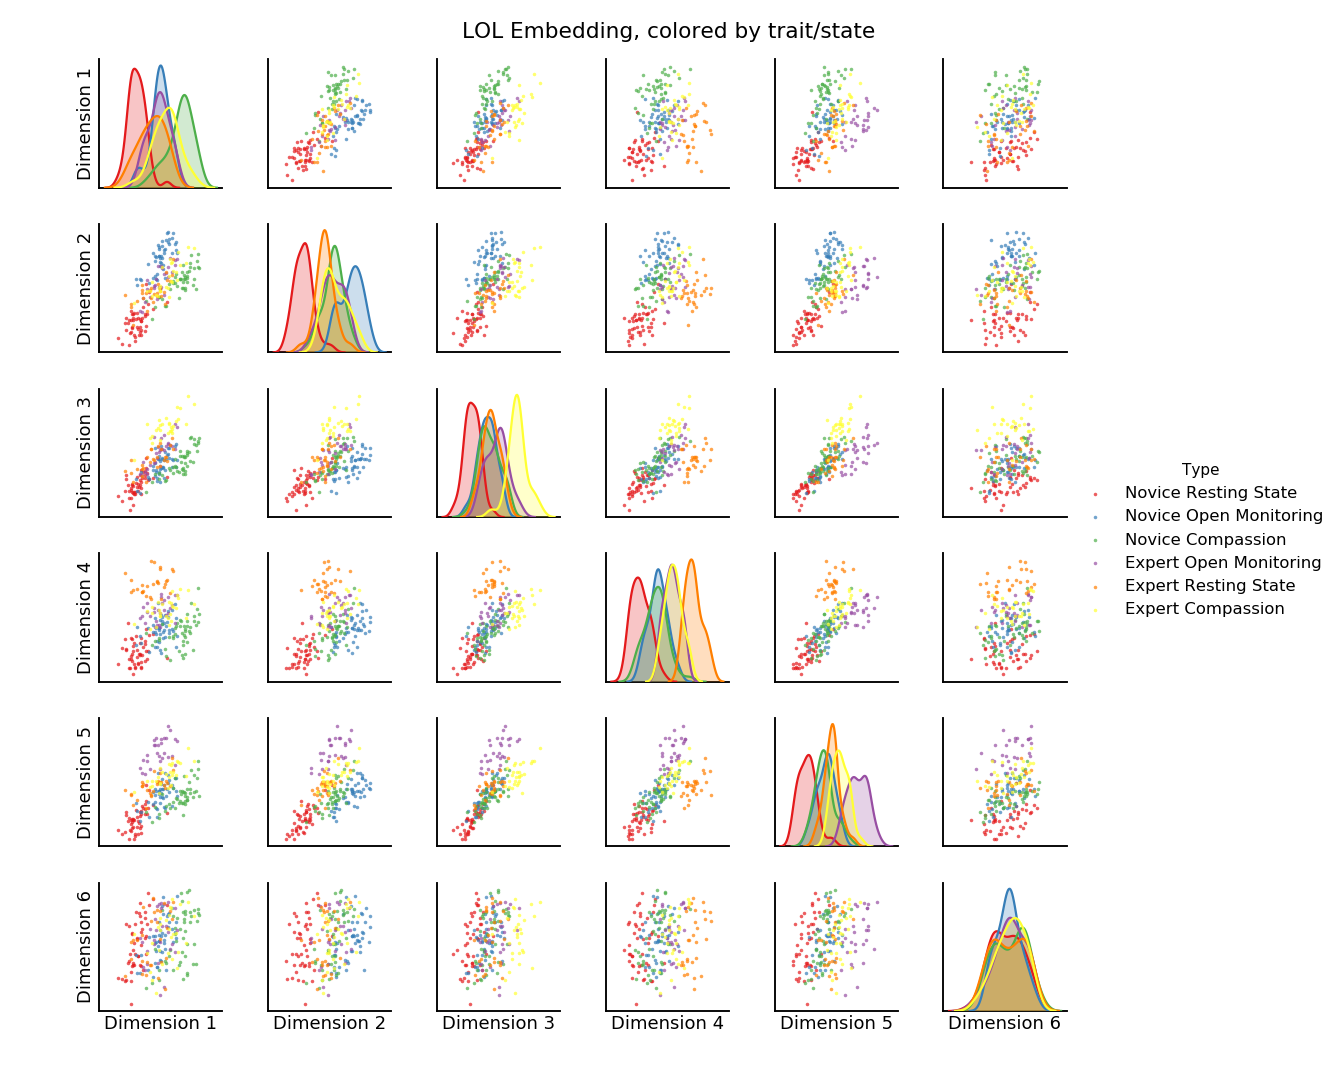 LOL Embedding, colored by trait/state
Dimension 1
Dimension 2
Dimension 3
Dimension 4
Dimension 5
Dimension 6
Dimension 1
Dimension 2
Dimension 3
Dimension 4
Dimension 5
Dimension 6
Type
Novice Resting State
Novice Open Monitoring
Novice Compassion
Expert Open Monitoring
Expert Resting State
Expert Compassion